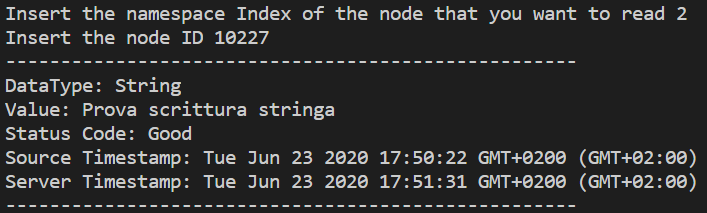 Insert the namespace Index of the node that you want to read 2
Insert the node ID 10227
----------------------------------------------------
DataType: String
Value: Prova scrittura stringa
Status Code: Good
Source Timestamp: Tue Jun 23 2020 17:50:22 GMT+0200 (GMT+02:00)
Server Timestamp: Tue Jun 23 2020 17:51:31 GMT+0200 (GMT+02:00)
----------------------------------------------------